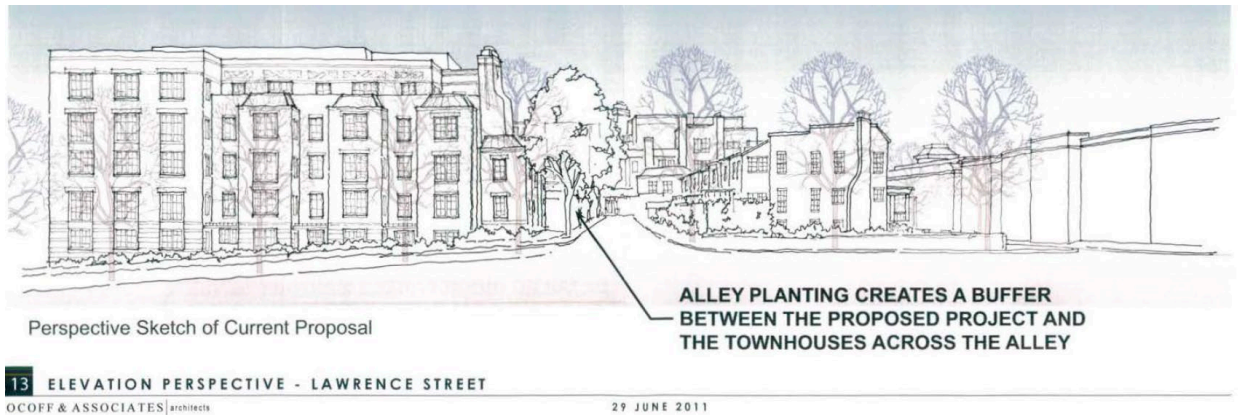 ALLEY PLANTING CREATES A BUFFER
BETWEEN THE PROPOSED PROJECT AND
THE TOWNHOUSES ACROSS THE ALLEY
Perspective Sketch of Current Proposal
13 ELEVATION PERSPECTIVE - LAWRENCE STREET
OCOFF & ASSOCIATES architects
29 JUNE 2011